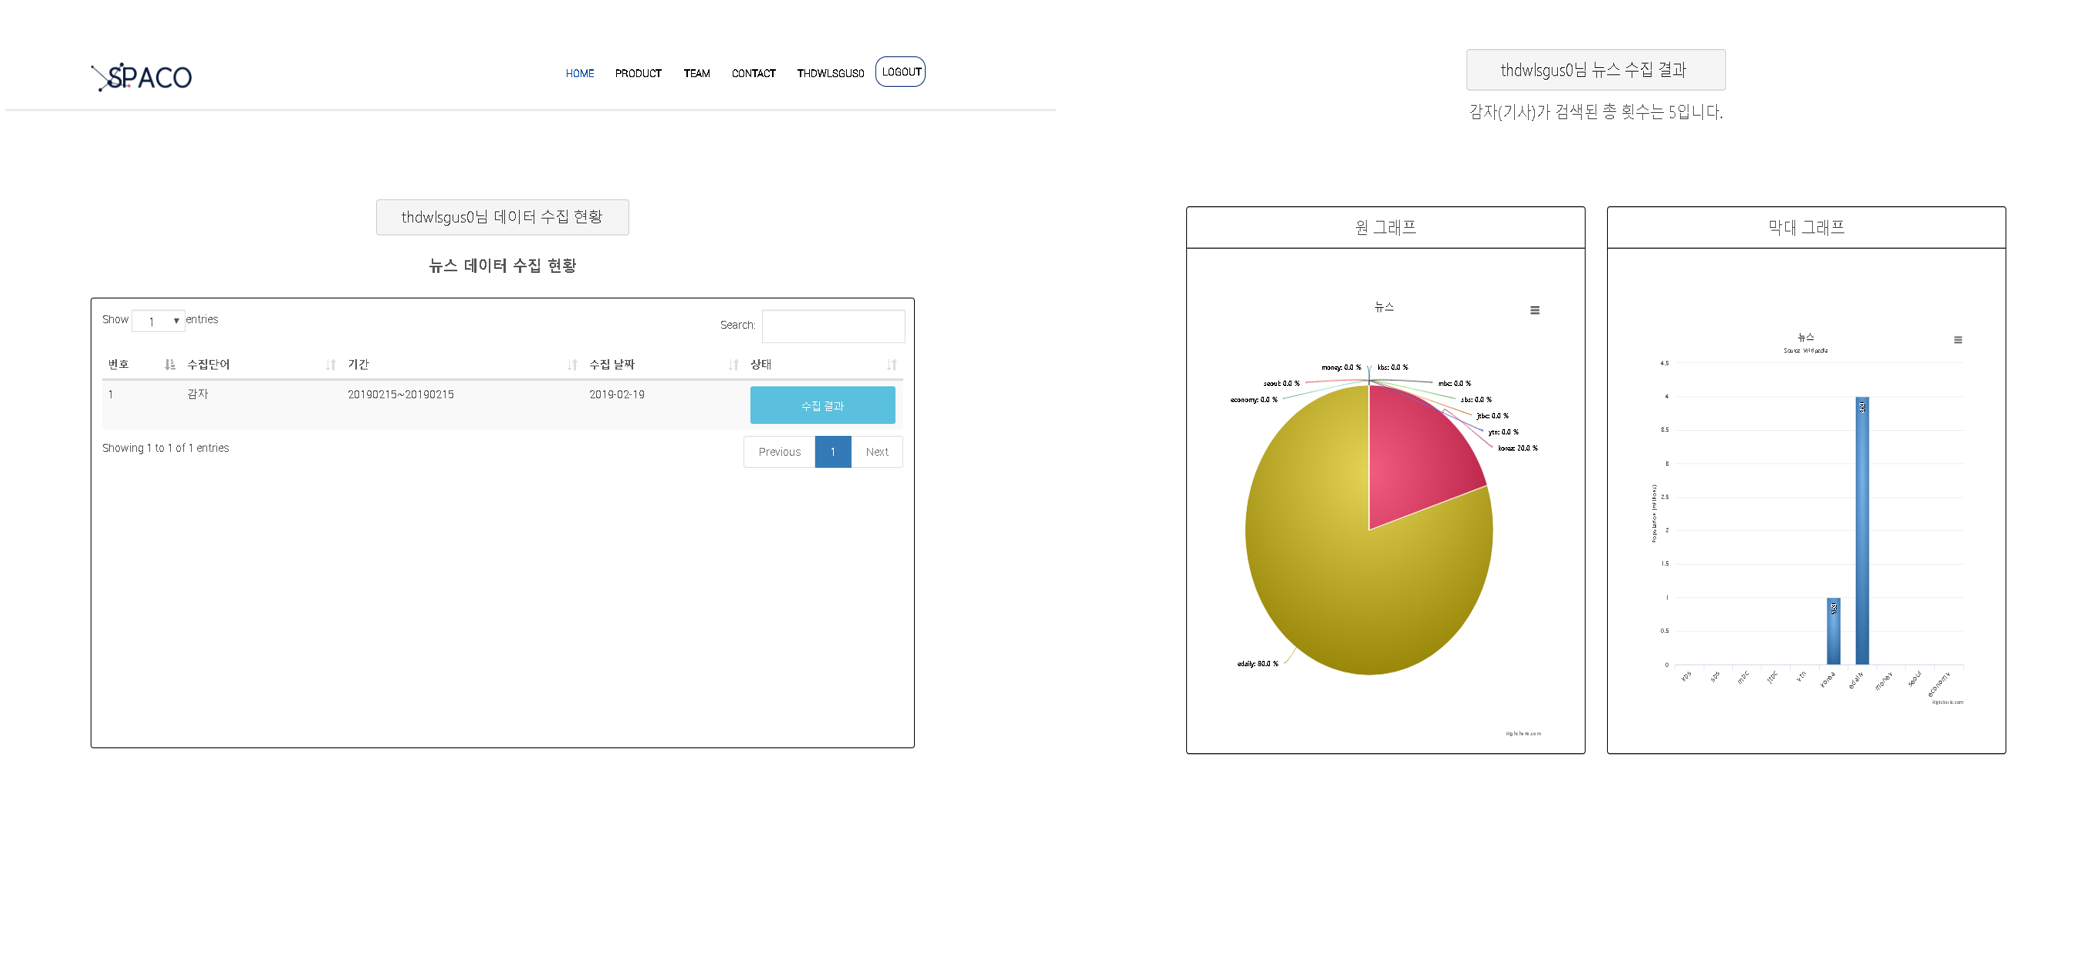 SPACO
HOME PRODUCT TEAM CONTACT THDWLSGUS0 LOGOUT
thdwlsgus0님 데이터 수집 현황
뉴스 데이터 수집 현황
Show 1 entries
Search:
번호 수집단어 기간 수집 날짜 상태
1 감자 20190215~20190215 2019-02-19 수집 결과
Showing 1 to 1 of 1 entries
Previous 1 Next
thdwlsgus0님 뉴스 수집 결과
감자(기사)가 검색된 총 횟수는 5입니다.
원 그래프
뉴스
money: 0.0 % kbs: 0.0 %
seoul: 0.0 % mbc: 0.0 %
economy: 0.0 % sbs: 0.0 %
jtbc: 0.0 %
ytn: 0.0 %
korea: 20.0 %
edaily: 80.0 %
Highcharts.com
막대 그래프
뉴스
Source: Wikipedia
Population (millions)
4.5
4
3.5
3
2.5
2
1.5
1
0.5
0
kbs sbs mbc jtbc ytn korea edaily money seoul economy
Highcharts.com